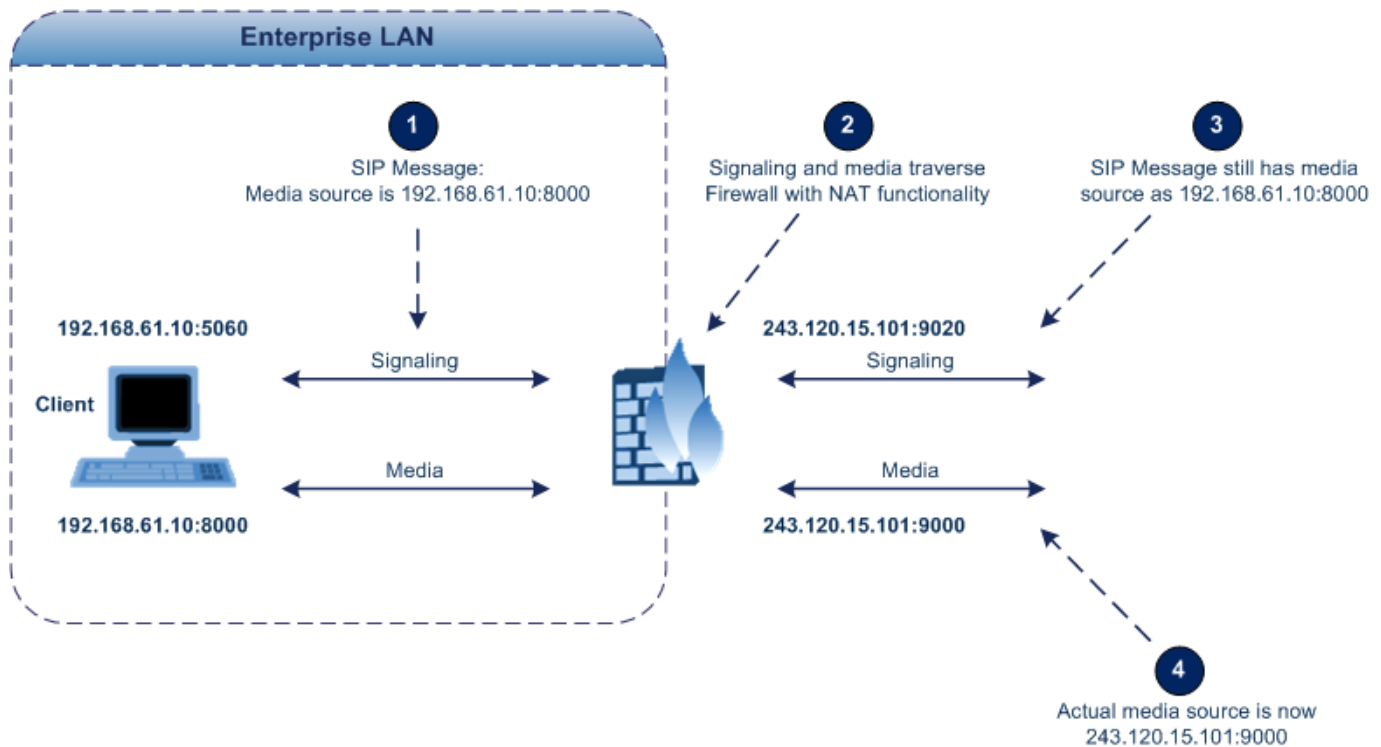 Enterprise LAN
1
SIP Message:
Media source is 192.168.61.10:8000
2
Signaling and media traverse
Firewall with NAT functionality
3
SIP Message still has media
source as 192.168.61.10:8000
192.168.61.10:5060
Signaling
243.120.15.101:9020
Signaling
Client
Media
192.168.61.10:8000
Media
243.120.15.101:9000
4
Actual media source is now
243.120.15.101:9000